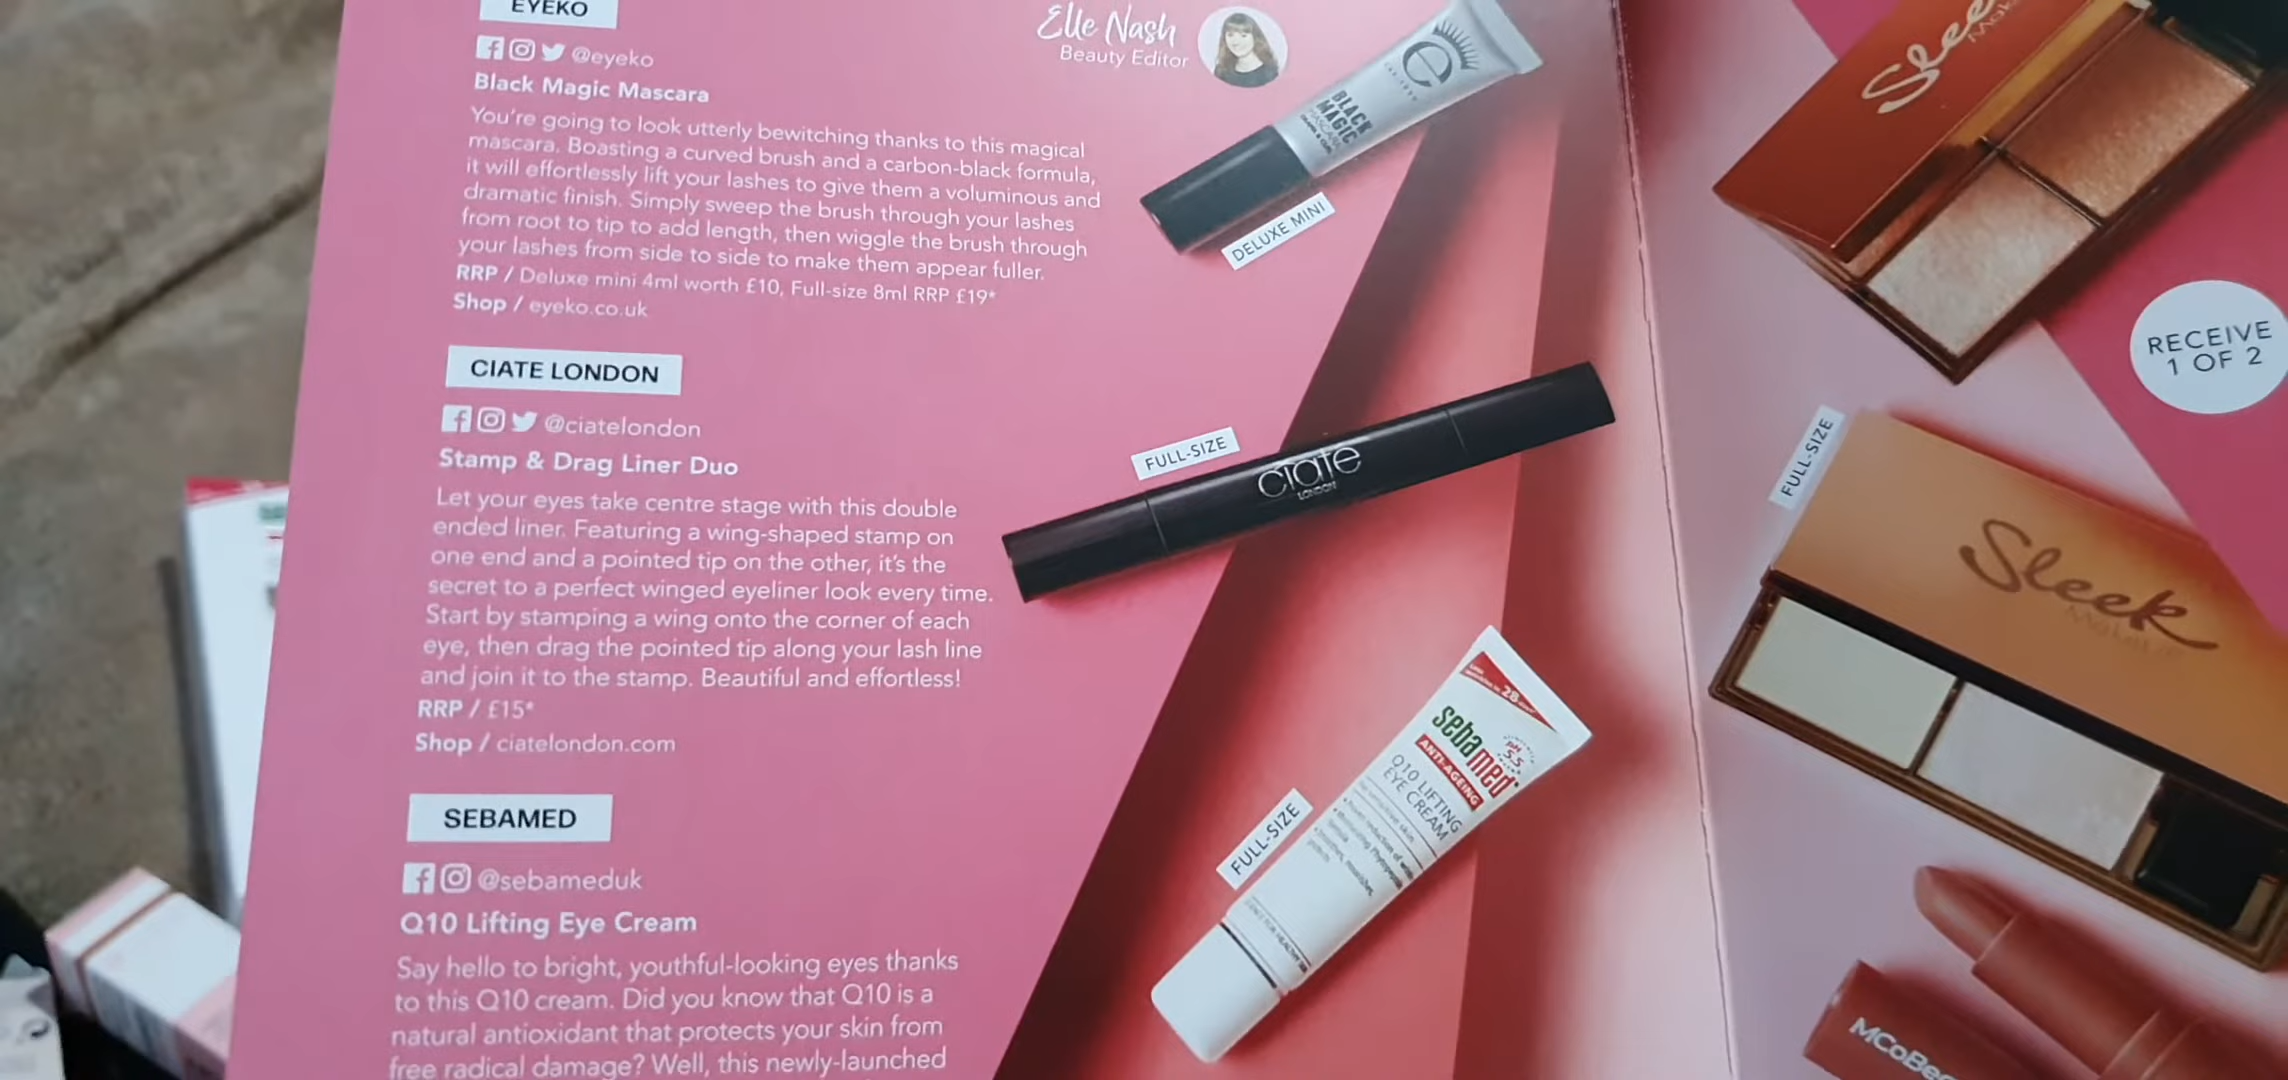 EYEKO
@eyeko
Black Magic Mascara
You're going to look utterly bewitching thanks to this magical
mascara. Boasting a curved brush and a carbon-black formula,
it will effortlessly lift your lashes to give them a voluminous and
dramatic finish. Simply sweep the brush through your lashes
from root to tip to add length, then wiggle the brush through
your lashes from side to side to make them appear fuller.
RRP / Deluxe mini 4ml worth £10, Full-size 8ml RRP £19*
Shop / eyeko.co.uk
CIATE LONDON
@ciatelondon
Stamp & Drag Liner Duo
Let your eyes take centre stage with this double
ended liner. Featuring a wing-shaped stamp on
one end and a pointed tip on the other, it's the
secret to a perfect winged eyeliner look every time.
Start by stamping a wing onto the corner of each
eye, then drag the pointed tip along your lash line
and join it to the stamp. Beautiful and effortless!
RRP / £15*
Shop / ciatelondon.com
SEBAMED
@sebameduk
Q10 Lifting Eye Cream
Say hello to bright, youthful-looking eyes thanks
to this Q10 cream. Did you know that Q10 is a
natural antioxidant that protects your skin from
free radical damage? Well, this newly-launched
Elle Nash
Beauty Editor
e
BLACK
MAGIC
MASCARA
DELUXE MINI
FULL-SIZE
ciaté
LONDON
28
sebamed
pH
5.5
ANTI-AGEING
Q10 LIFTING
EYE CREAM
FULL-SIZE
Sleek
RECEIVE
1 OF 2
FULL-SIZE
Sleek
MakeUP
MCoBea